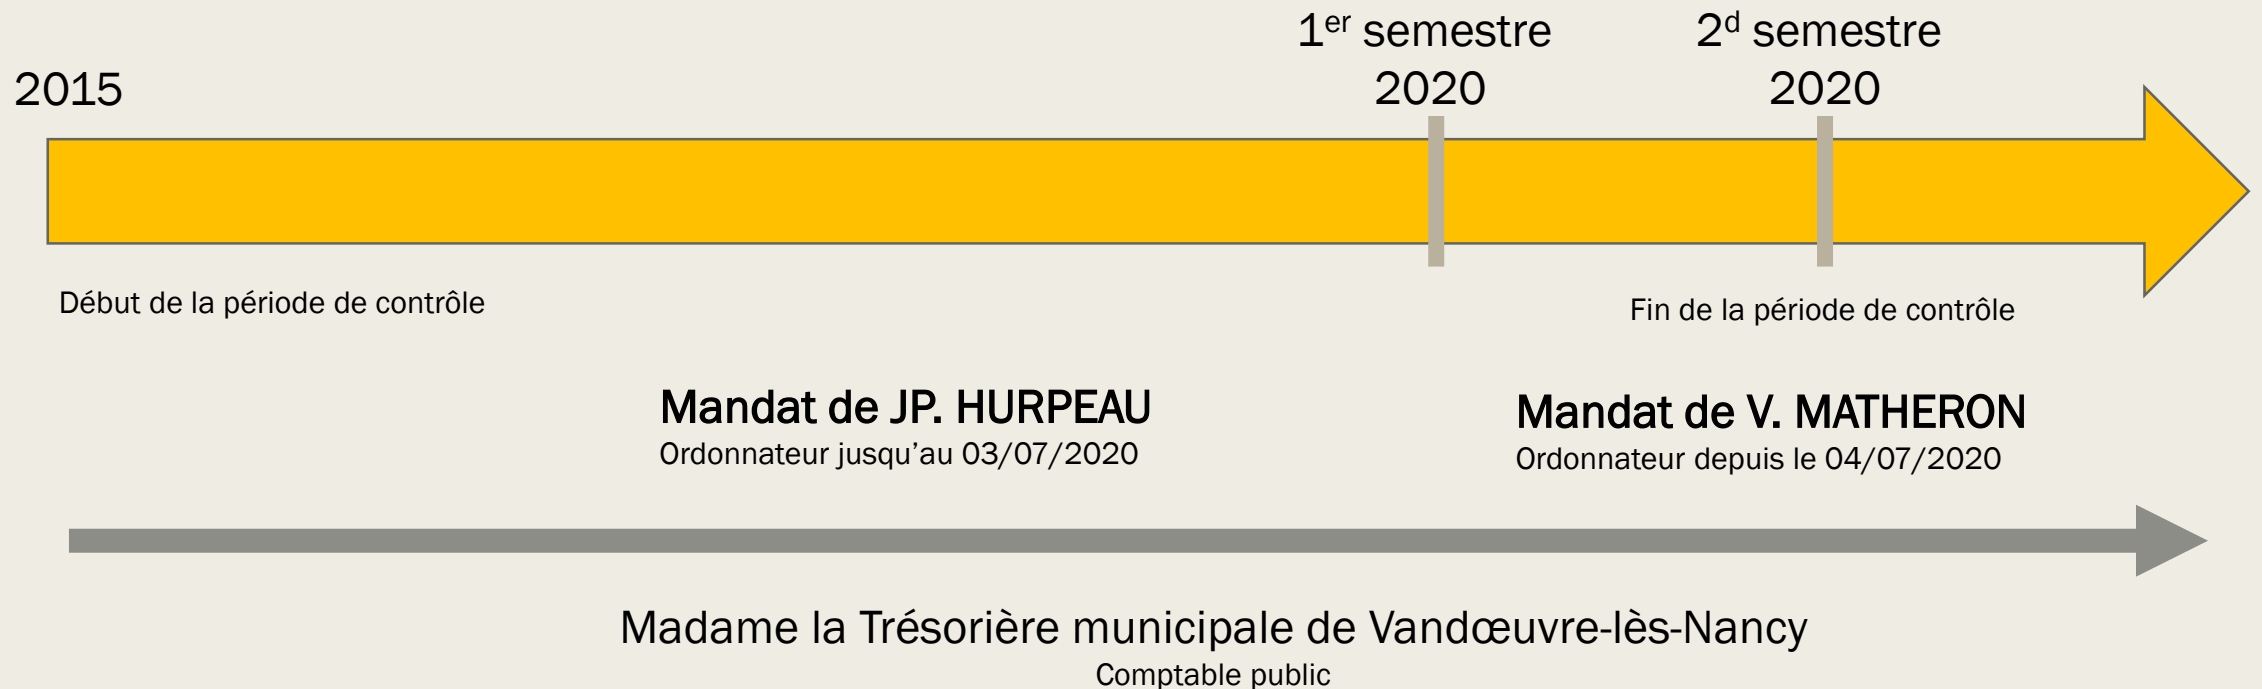 2015
1er semestre
2020
2d semestre
2020
Début de la période de contrôle
Fin de la période de contrôle
Mandat de JP. HURPEAU
Ordonnateur jusqu’au 03/07/2020
Mandat de V. MATHERON
Ordonnateur depuis le 04/07/2020
Madame la Trésorière municipale de Vandœuvre-lès-Nancy
Comptable public